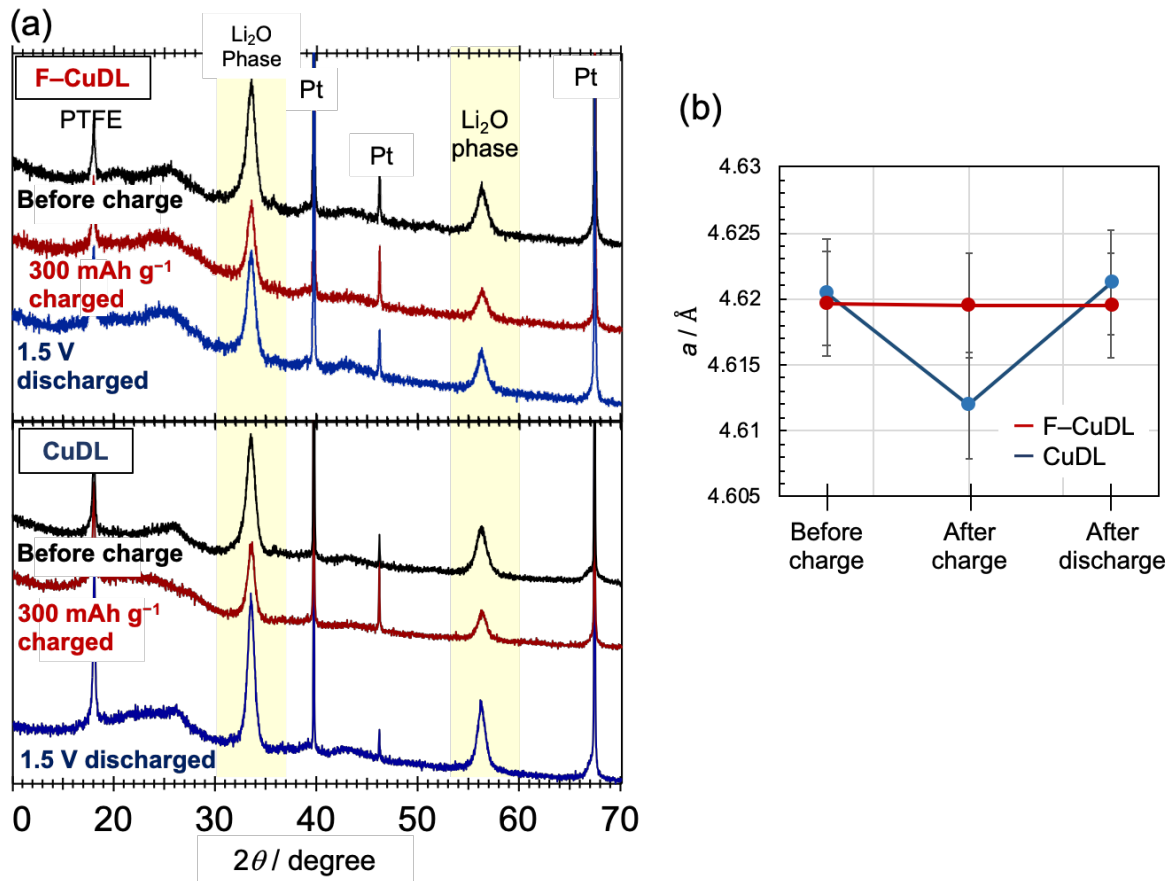 (a)
Li₂O
Phase
F–CuDL
Pt
Pt
PTFE
Li₂O
phase
Pt
Before charge
300 mAh g⁻¹
charged
1.5 V
discharged
CuDL
Before charge
300 mAh g⁻¹
charged
1.5 V discharged
0 20 30 40 50 60 70
2θ / degree
(b)
4.63
4.625
4.62
4.615
4.61
4.605
a / Å
F–CuDL
CuDL
Before
charge
After
charge
After
discharge